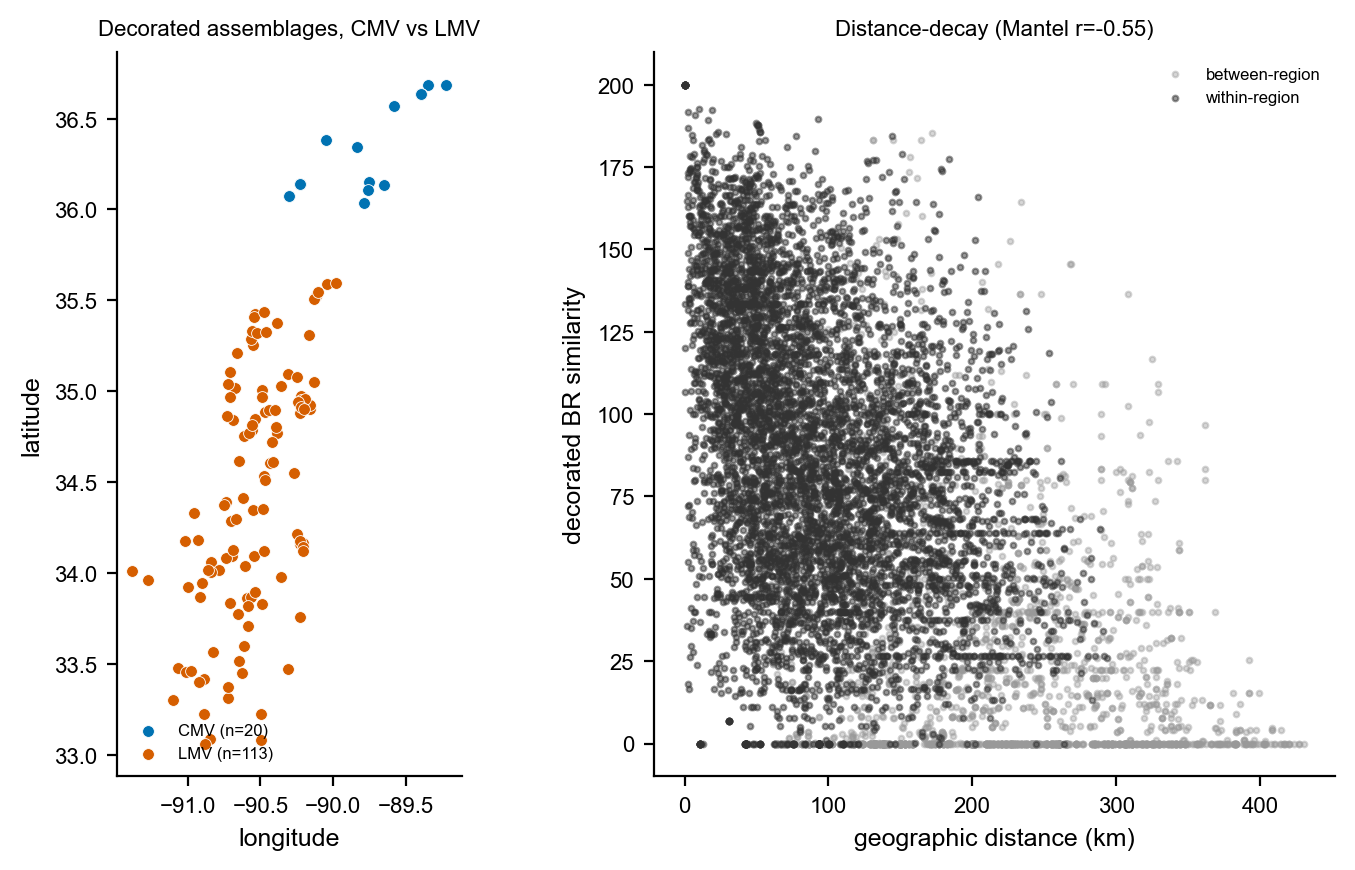 Decorated assemblages, CMV vs LMV
36.5
36.0
35.5
35.0
34.5
34.0
33.5
33.0
latitude
CMV (n=20)
LMV (n=113)
−91.0 −90.5 −90.0 −89.5
longitude
Distance-decay (Mantel r=-0.55)
between-region
within-region
200
175
150
125
100
75
50
25
0
decorated BR similarity
0 100 200 300 400
geographic distance (km)